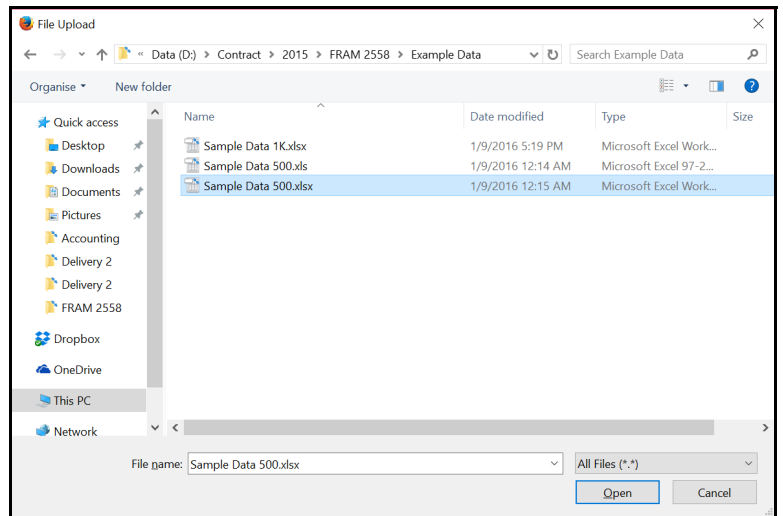 File Upload
« Data (D:) > Contract > 2015 > FRAM 2558 > Example Data
Search Example Data
Organise New folder
Name Date modified Type Size
Quick access
Desktop
Downloads
Documents
Pictures
Accounting
Delivery 2
Delivery 2
FRAM 2558
Dropbox
OneDrive
This PC
Network
Sample Data 1K.xlsx 1/9/2016 5:19 PM Microsoft Excel Work...
Sample Data 500.xls 1/9/2016 12:14 AM Microsoft Excel 97-2...
Sample Data 500.xlsx 1/9/2016 12:15 AM Microsoft Excel Work...
File name: Sample Data 500.xlsx All Files (*.*)
Open Cancel